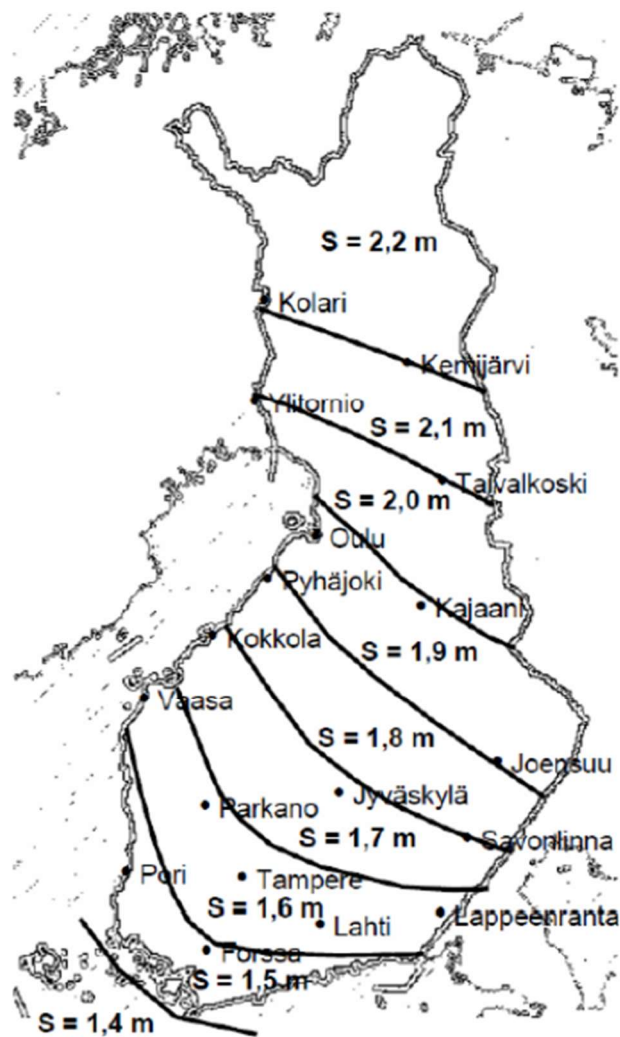 S = 2,2 m
Kolari
Kemijärvi
Ylitornio
S = 2,1 m
Taivalkoski
S = 2,0 m
Oulu
Pyhäjoki
Kajaani
Kokkola
S = 1,9 m
Vaasa
S = 1,8 m
Joensuu
Jyväskylä
Parkano
S = 1,7 m
Savonlinna
Pori
Tampere
S = 1,6 m
Lahti
Lappeenranta
Forssa
S = 1,5 m
S = 1,4 m